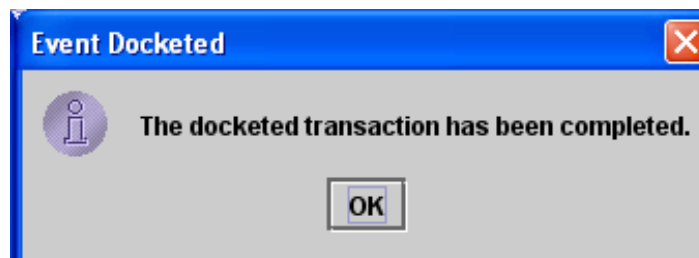 Event Docketed
The docketed transaction has been completed.
OK